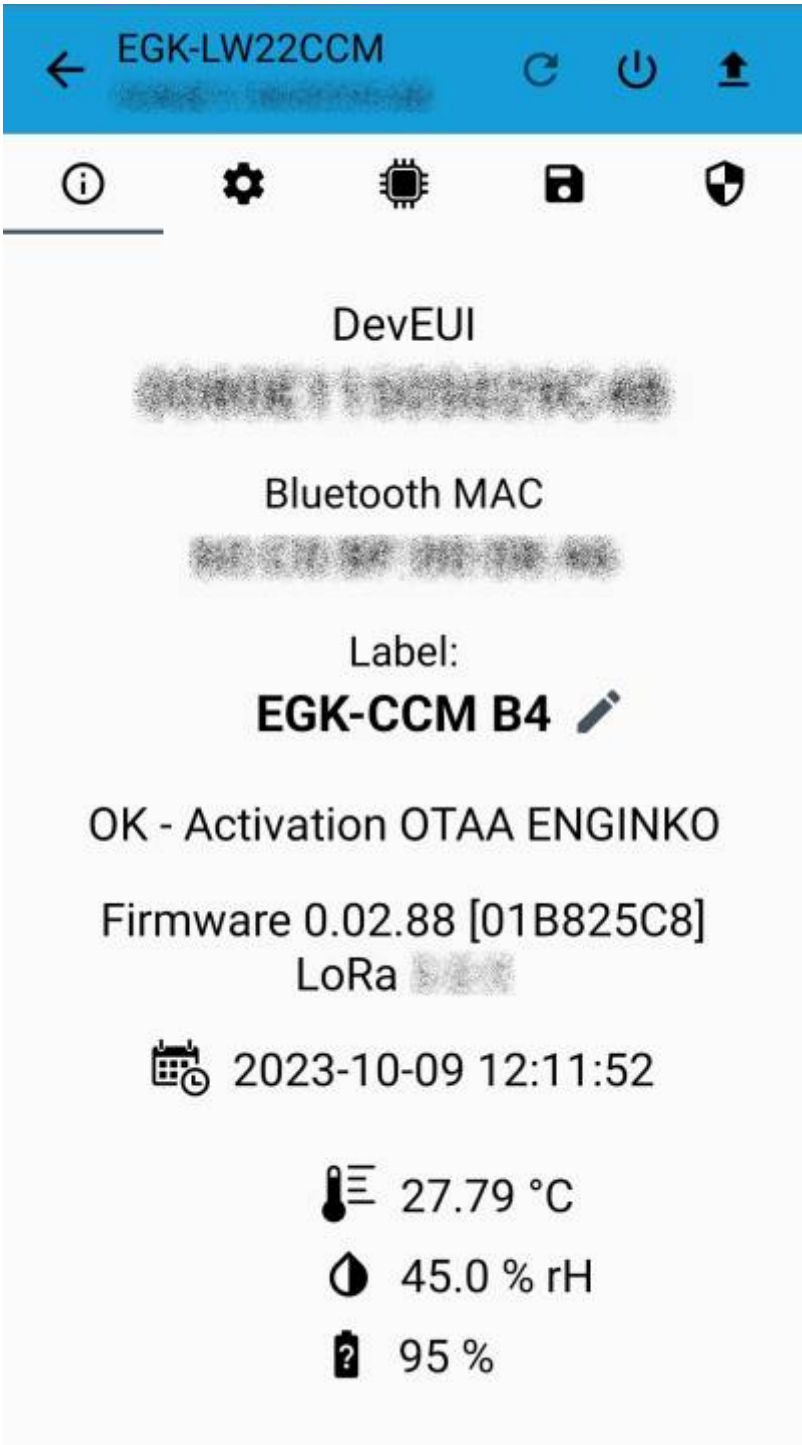 EGK-LW22CCM
DevEUI
Bluetooth MAC
Label:
EGK-CCM B4
OK - Activation OTAA ENGINKO
Firmware 0.02.88 [01B825C8]
LoRa
2023-10-09 12:11:52
27.79 °C
45.0 % rH
95 %